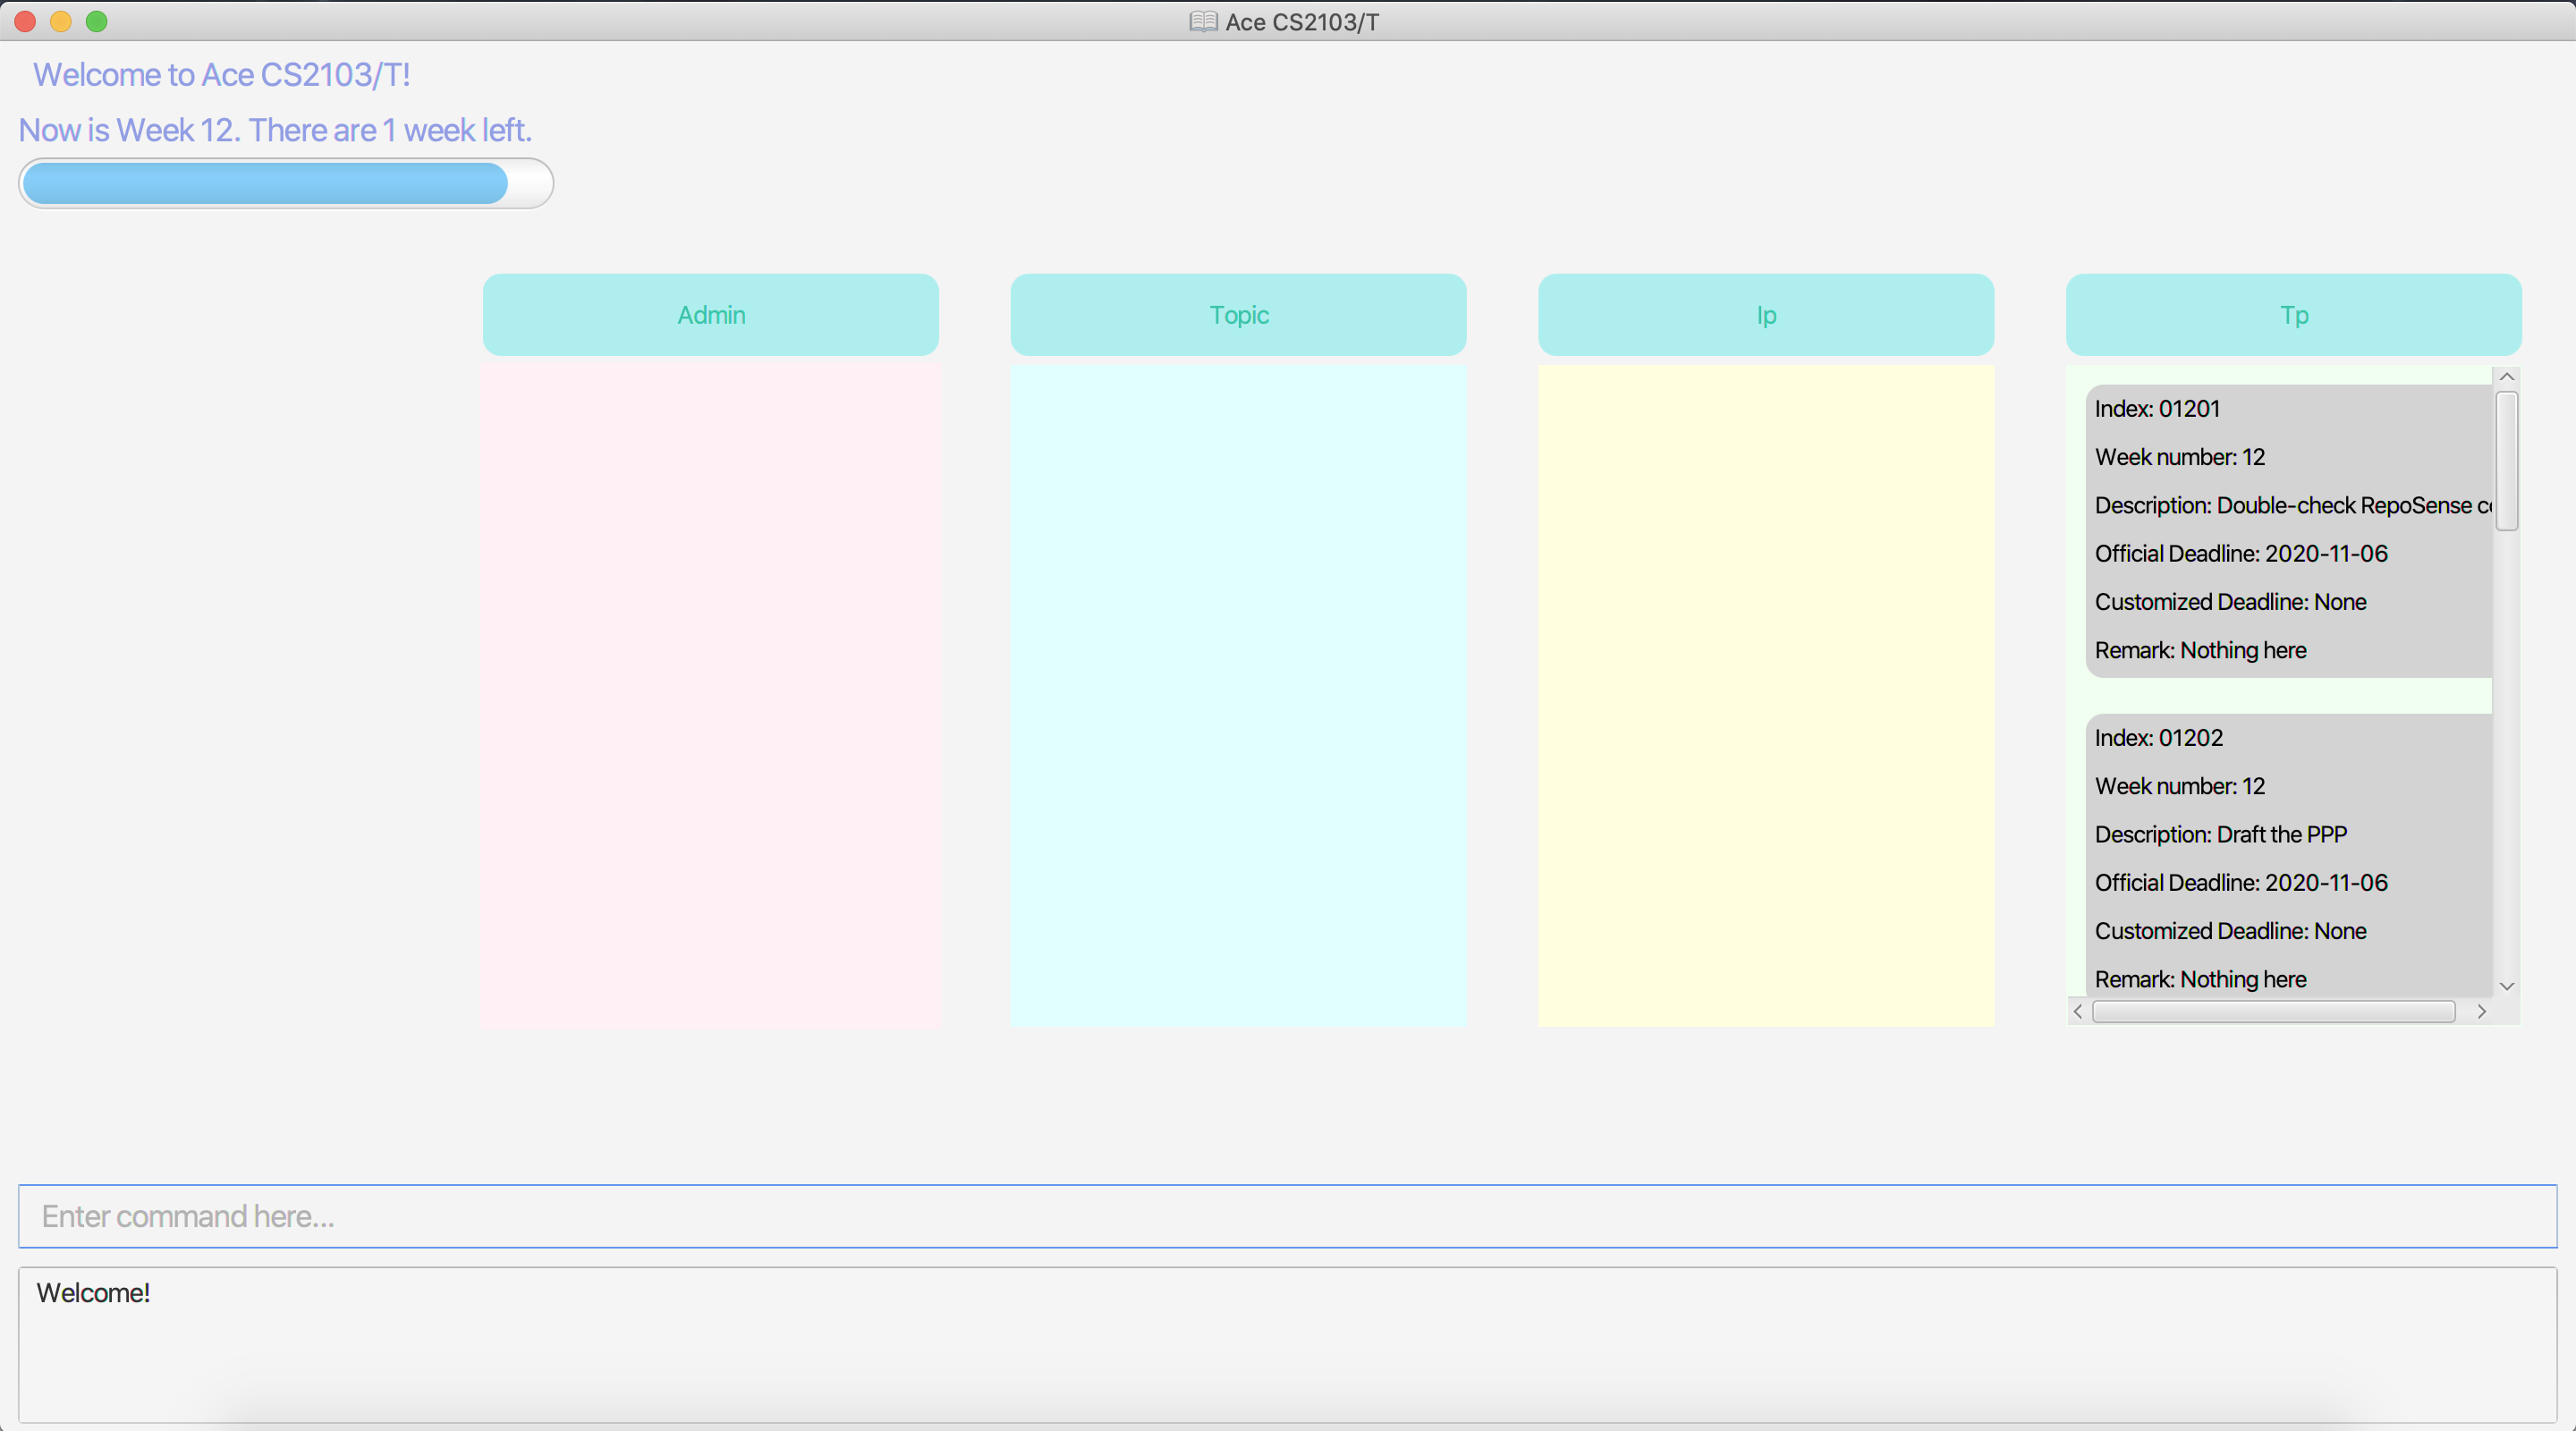 Ace CS2103/T
Welcome to Ace CS2103/T!
Now is Week 12. There are 1 week left.
Admin
Topic
Ip
Tp
Index: 01201
Week number: 12
Description: Double-check RepoSense
Official Deadline: 2020-11-06
Customized Deadline: None
Remark: Nothing here
Index: 01202
Week number: 12
Description: Draft the PPP
Official Deadline: 2020-11-06
Customized Deadline: None
Remark: Nothing here
Enter command here...
Welcome!